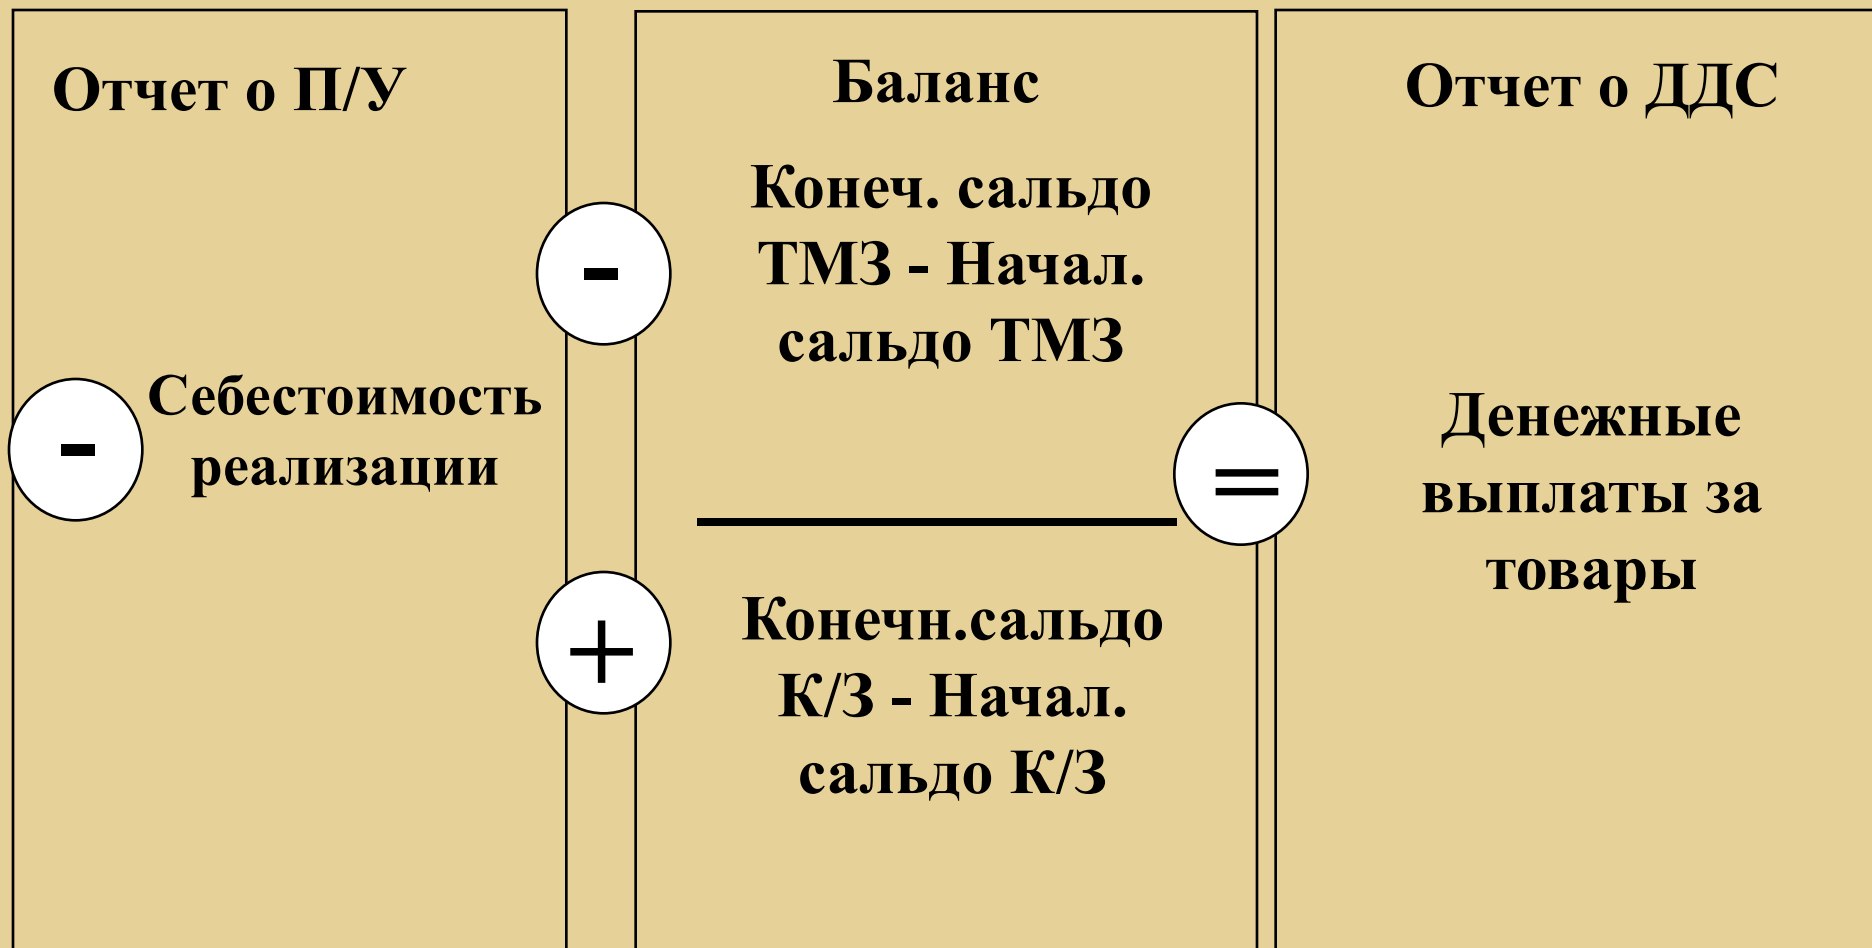 Отчет о П/У
-
Себестоимость
реализации
-
+
Баланс
Конеч. сальдо
ТМЗ - Начал.
сальдо ТМЗ
Конечн.сальдо
К/З - Начал.
сальдо К/З
=
Отчет о ДДС
Денежные
выплаты за
товары